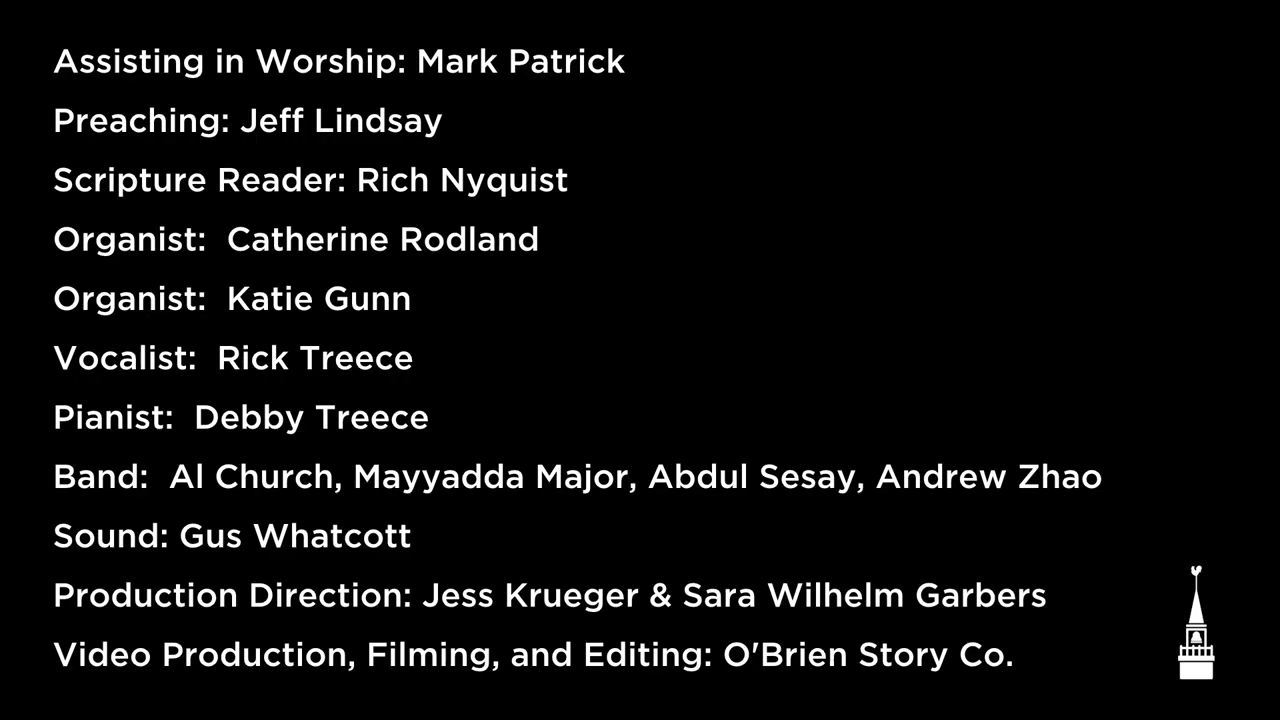 Assisting in Worship: Mark Patrick
Preaching: Jeff Lindsay
Scripture Reader: Rich Nyquist
Organist:  Catherine Rodland
Organist:  Katie Gunn
Vocalist:  Rick Treece
Pianist:  Debby Treece
Band:  Al Church, Mayyadda Major, Abdul Sesay, Andrew Zhao
Sound: Gus Whatcott
Production Direction: Jess Krueger & Sara Wilhelm Garbers
Video Production, Filming, and Editing: O'Brien Story Co.